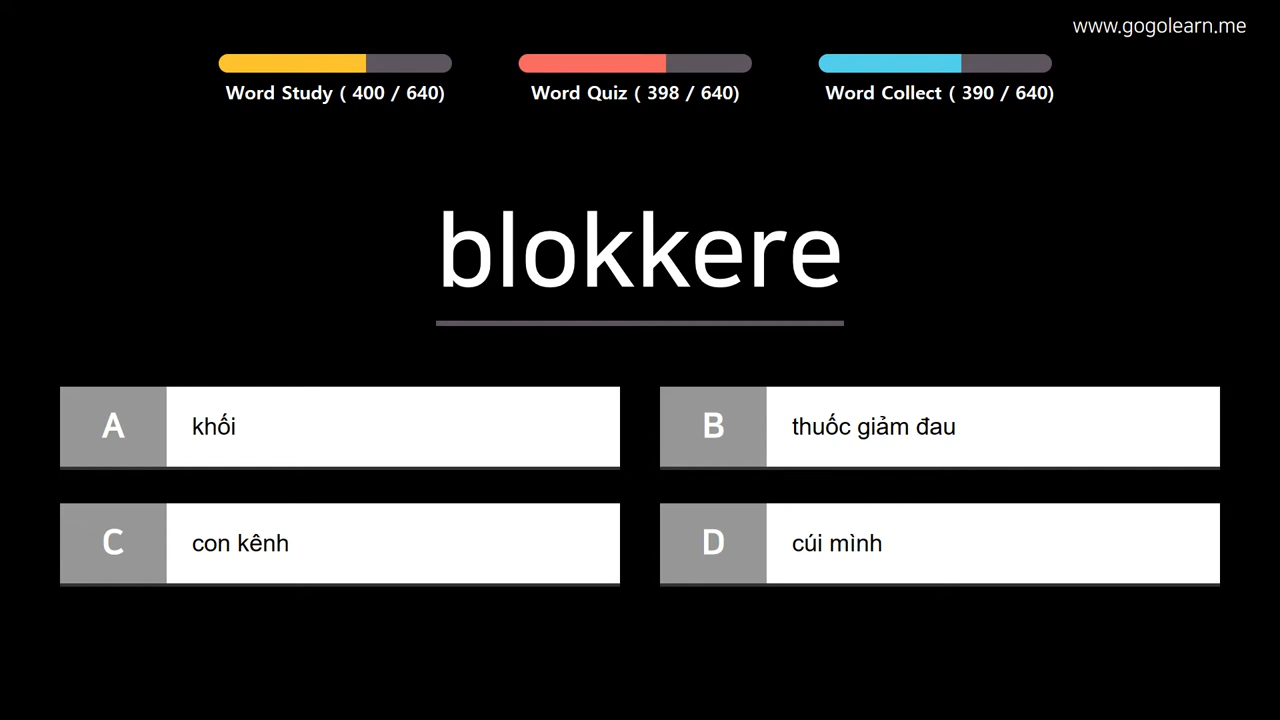 www.gogolearn.me
Word Study ( 400 / 640)
Word Quiz ( 398 / 640)
Word Collect ( 390 / 640)
blokkere
A khối
B thuốc giảm đau
C con kênh
D cúi mình